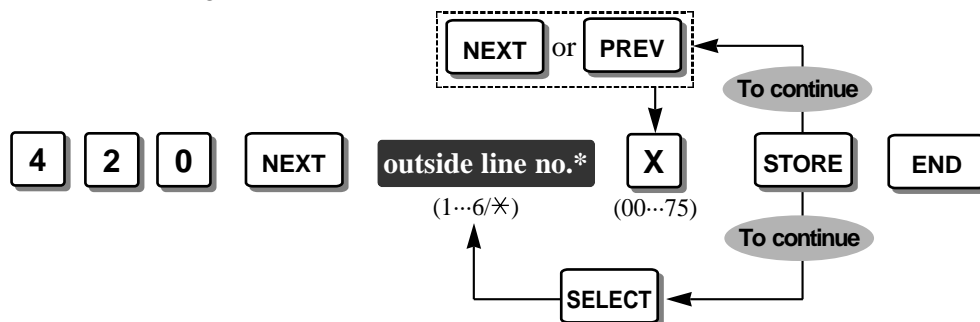 NEXT or PREV
To continue
4 2 0 NEXT outside line no.* X STORE END
(1···6/✳) (00···75)
To continue
SELECT